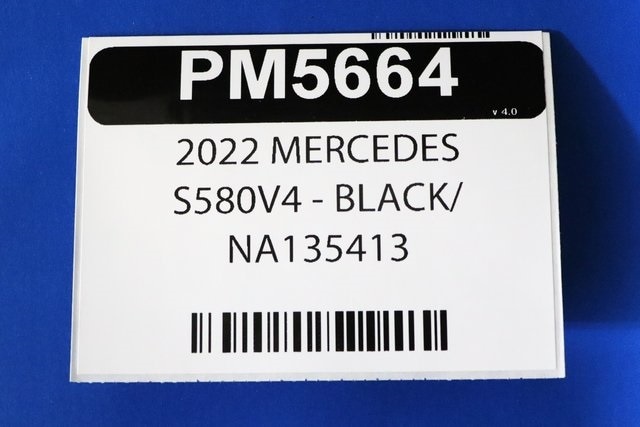 PM5664
v 4.0
2022 MERCEDES
S580V4 - BLACK/
NA135413